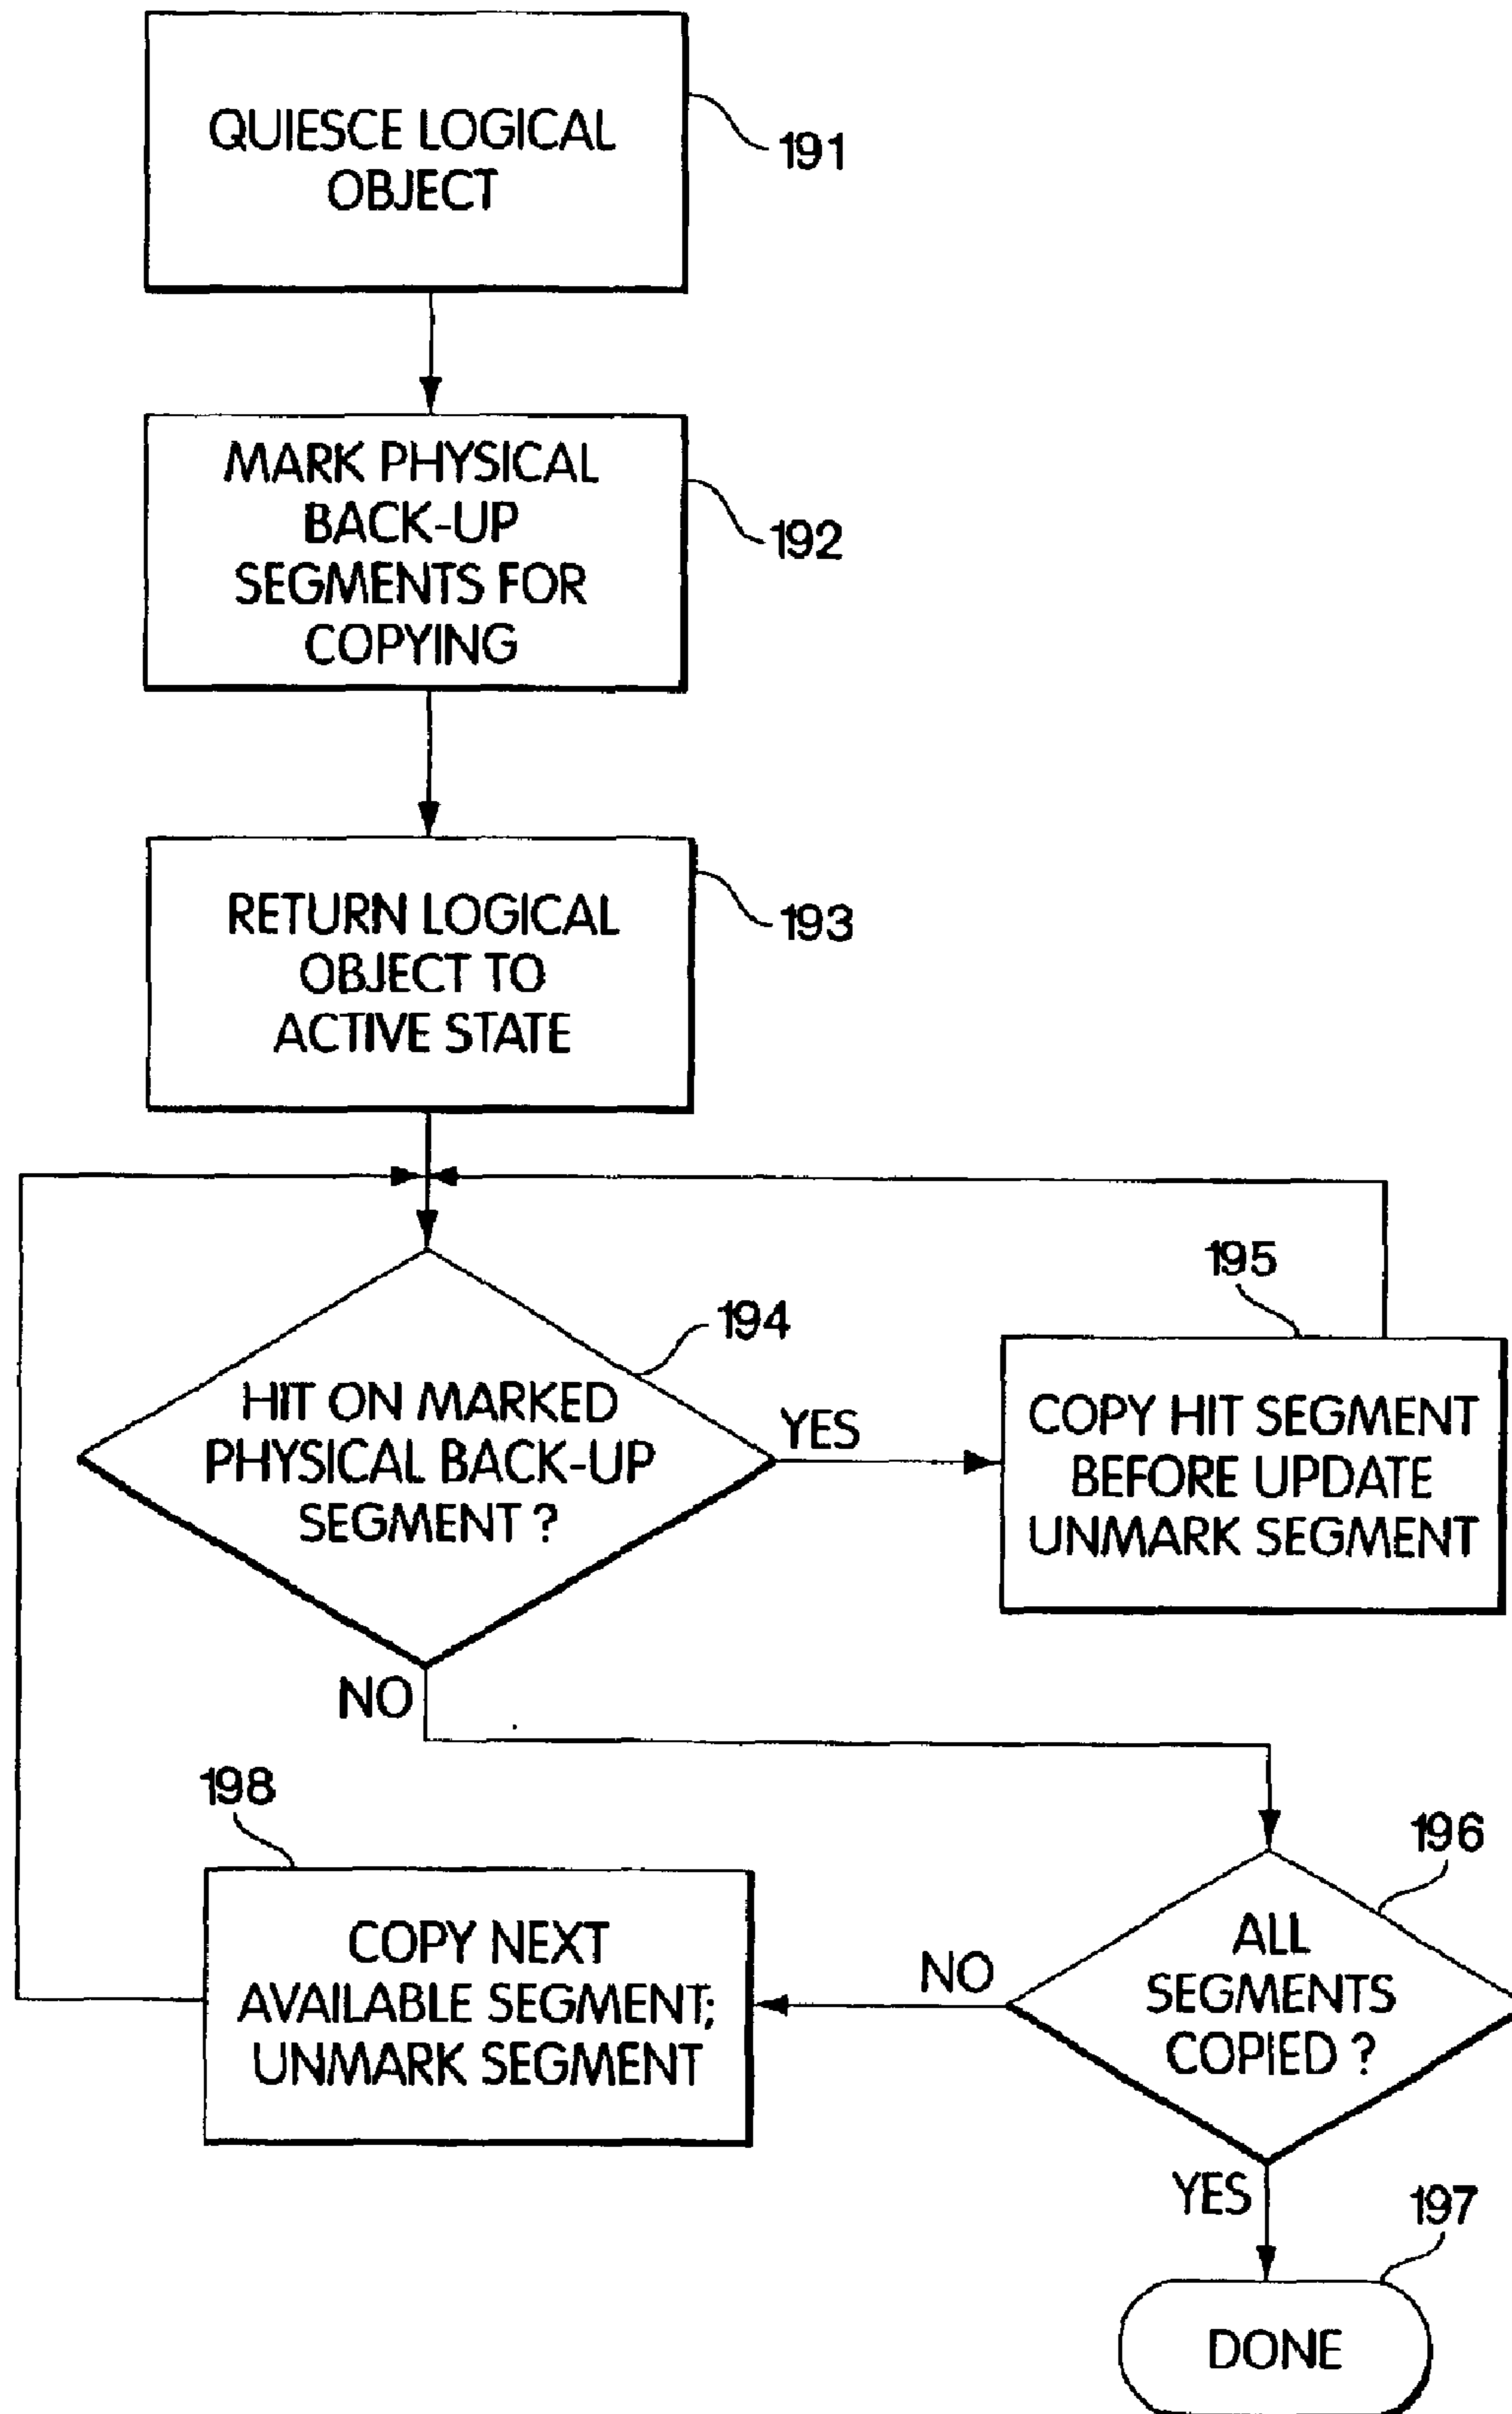 QUIESCE LOGICAL
OBJECT
191
MARK PHYSICAL
BACK-UP
SEGMENTS FOR
COPYING
192
RETURN LOGICAL
OBJECT TO
ACTIVE STATE
193
194
HIT ON MARKED
PHYSICAL BACK-UP
SEGMENT ?
YES
NO
195
COPY HIT SEGMENT
BEFORE UPDATE
UNMARK SEGMENT
196
ALL
SEGMENTS
COPIED ?
NO
YES
198
COPY NEXT
AVAILABLE SEGMENT;
UNMARK SEGMENT
197
DONE